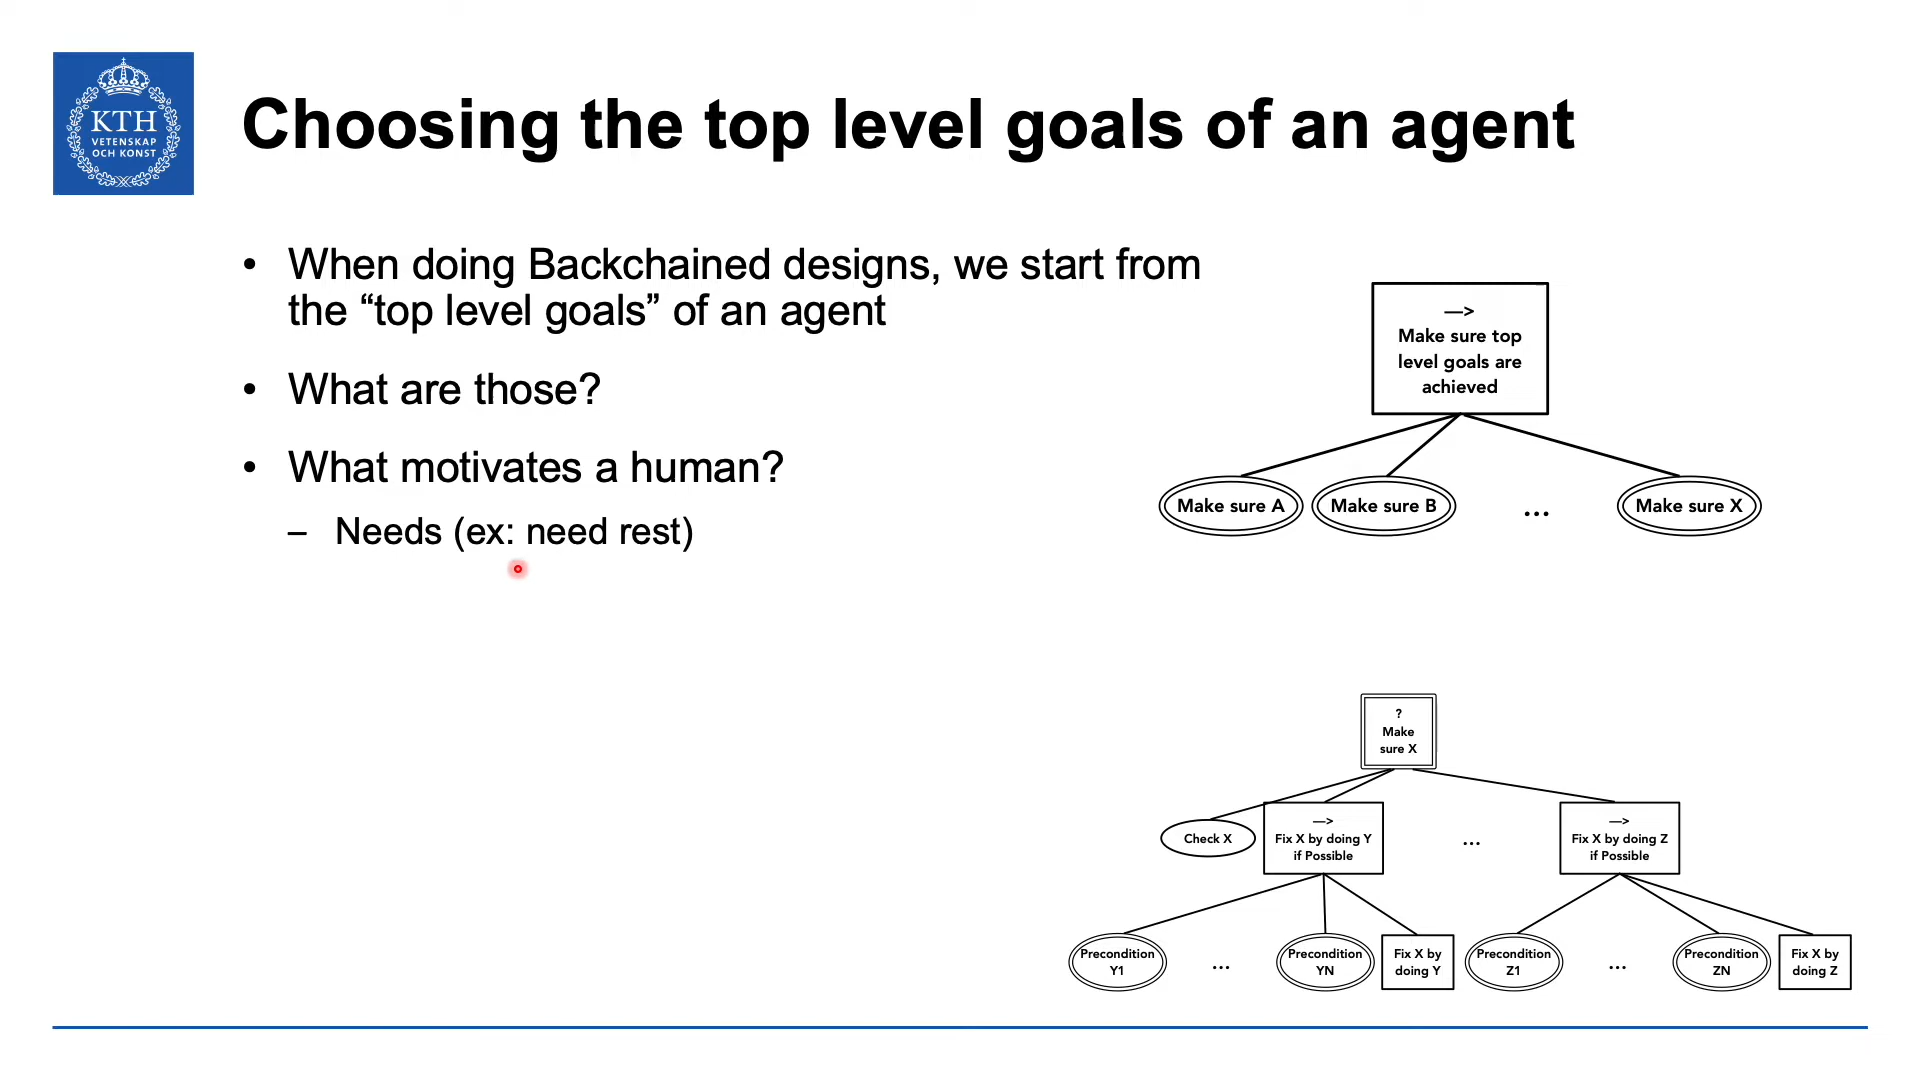 KTH
VETENSKAP
OCH KONST
Choosing the top level goals of an agent
• When doing Backchained designs, we start from
the “top level goals” of an agent
• What are those?
• What motivates a human?
– Needs (ex: need rest)
—>
Make sure top
level goals are
achieved
Make sure A
Make sure B
...
Make sure X
?
Make
sure X
Check X
—>
Fix X by doing Y
if Possible
...
—>
Fix X by doing Z
if Possible
Precondition
Y1
...
Precondition
YN
Fix X by
doing Y
Precondition
Z1
...
Precondition
ZN
Fix X by
doing Z